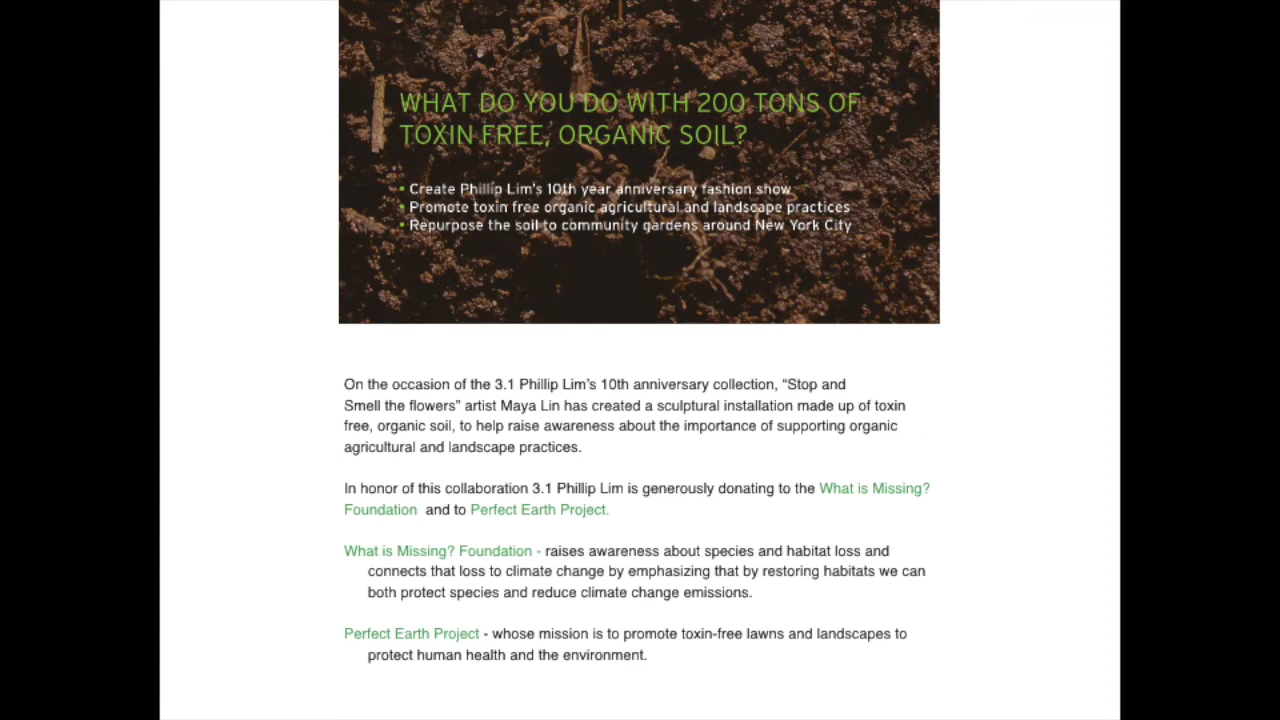 WHAT DO YOU DO WITH 200 TONS OF
TOXIN FREE, ORGANIC SOIL?
• Create Phillip Lim's 10th year anniversary fashion show
• Promote toxin free organic agricultural and landscape practices
• Repurpose the soil to community gardens around New York City
On the occasion of the 3.1 Phillip Lim’s 10th anniversary collection, “Stop and
Smell the flowers” artist Maya Lin has created a sculptural installation made up of toxin
free, organic soil, to help raise awareness about the importance of supporting organic
agricultural and landscape practices.
In honor of this collaboration 3.1 Phillip Lim is generously donating to the What is Missing?
Foundation and to Perfect Earth Project.
What is Missing? Foundation - raises awareness about species and habitat loss and
connects that loss to climate change by emphasizing that by restoring habitats we can
both protect species and reduce climate change emissions.
Perfect Earth Project - whose mission is to promote toxin-free lawns and landscapes to
protect human health and the environment.